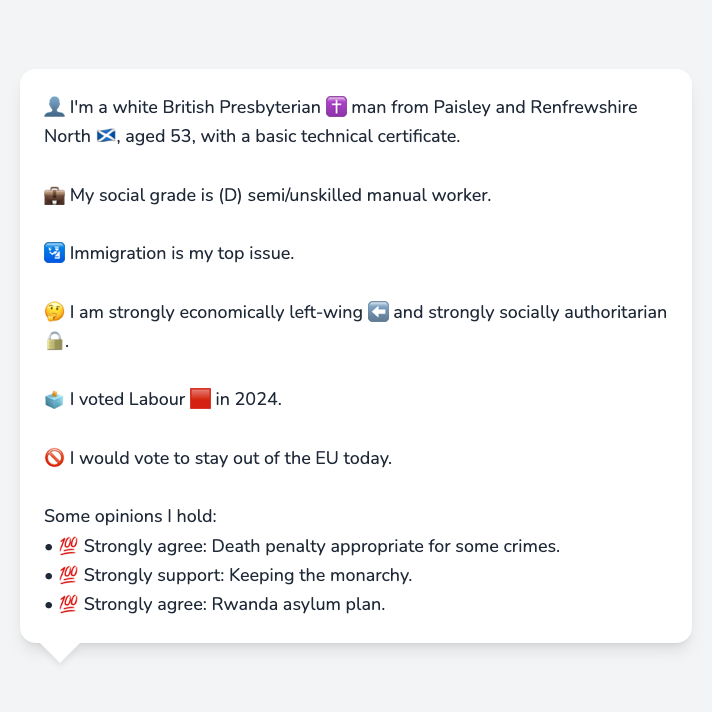 👤 I'm a white British Presbyterian ✝️ man from Paisley and Renfrewshire
North 🏴󠁧󠁢󠁳󠁣󠁴󠁿, aged 53, with a basic technical certificate.
💼 My social grade is (D) semi/unskilled manual worker.
🛂 Immigration is my top issue.
🤔 I am strongly economically left-wing ⬅️ and strongly socially authoritarian
🔒.
🗳️ I voted Labour 🟥 in 2024.
🚫 I would vote to stay out of the EU today.
Some opinions I hold:
• 💯 Strongly agree: Death penalty appropriate for some crimes.
• 💯 Strongly support: Keeping the monarchy.
• 💯 Strongly agree: Rwanda asylum plan.